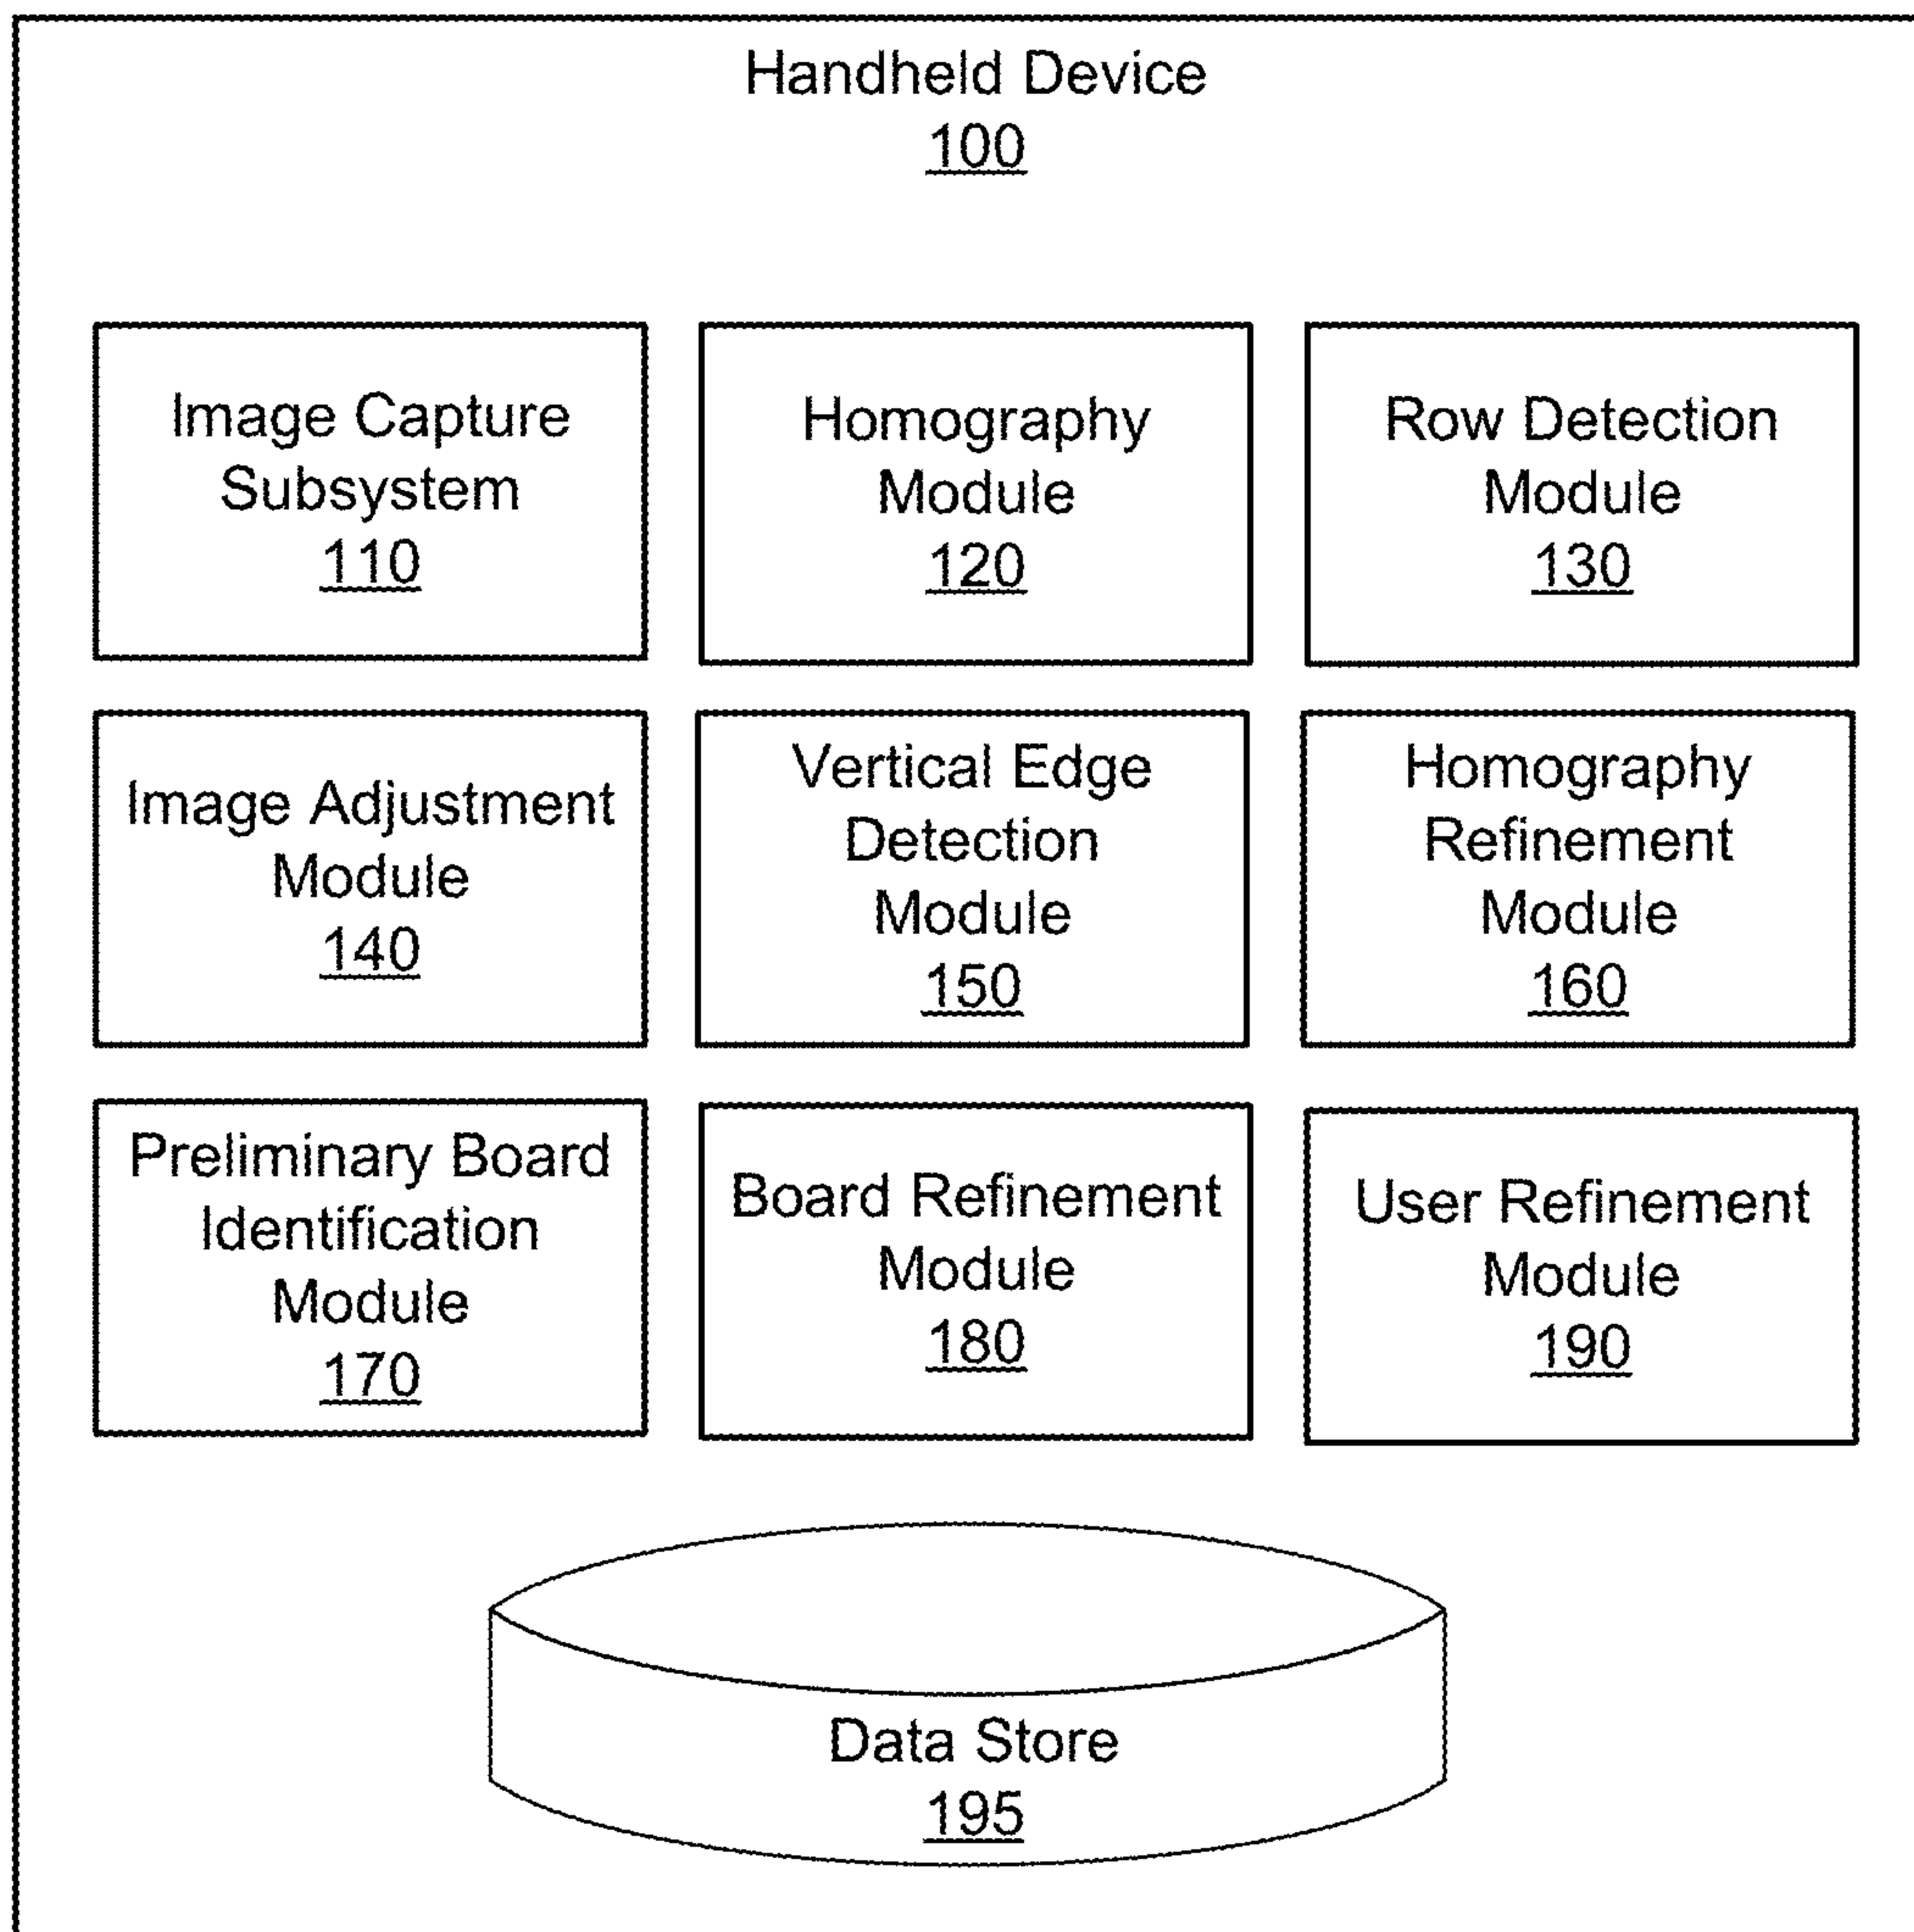 Handheld Device
100
Image Capture
Subsystem
110
Homography
Module
120
Row Detection
Module
130
Image Adjustment
Module
140
Vertical Edge
Detection
Module
150
Homography
Refinement
Module
160
Preliminary Board
Identification
Module
170
Board Refinement
Module
180
User Refinement
Module
190
Data Store
195